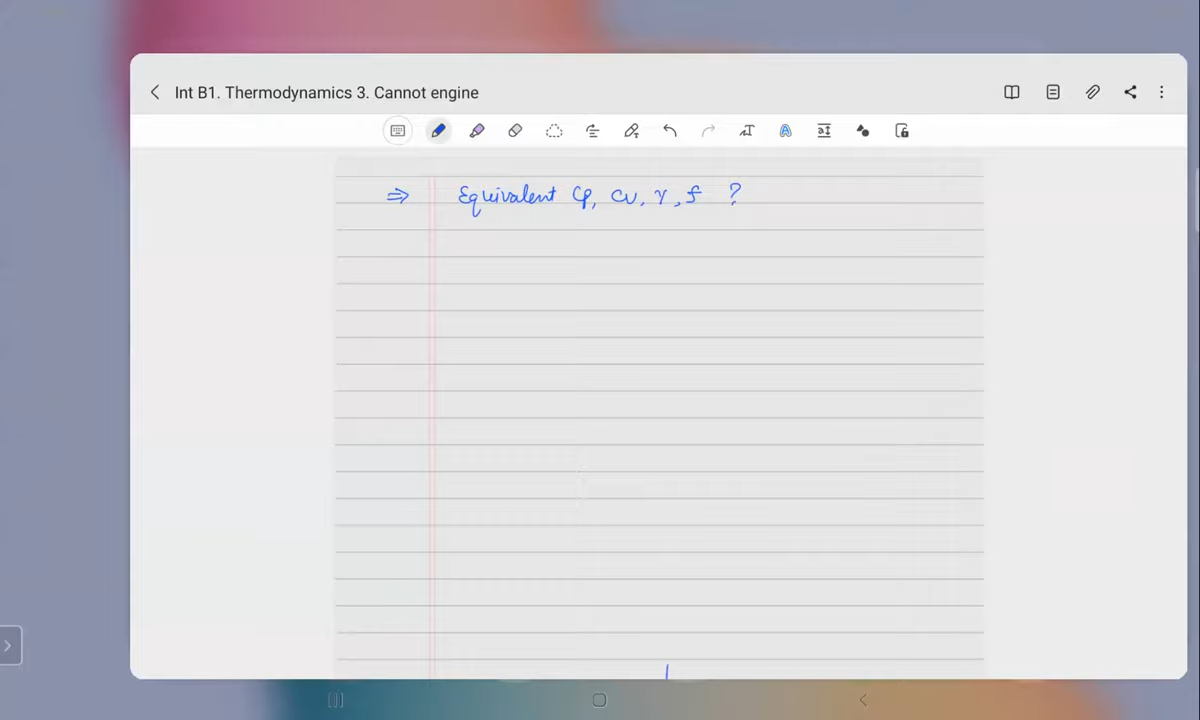 Int B1. Thermodynamics 3. Cannot engine
⇒ Equivalent Cp, Cv, γ, f ?